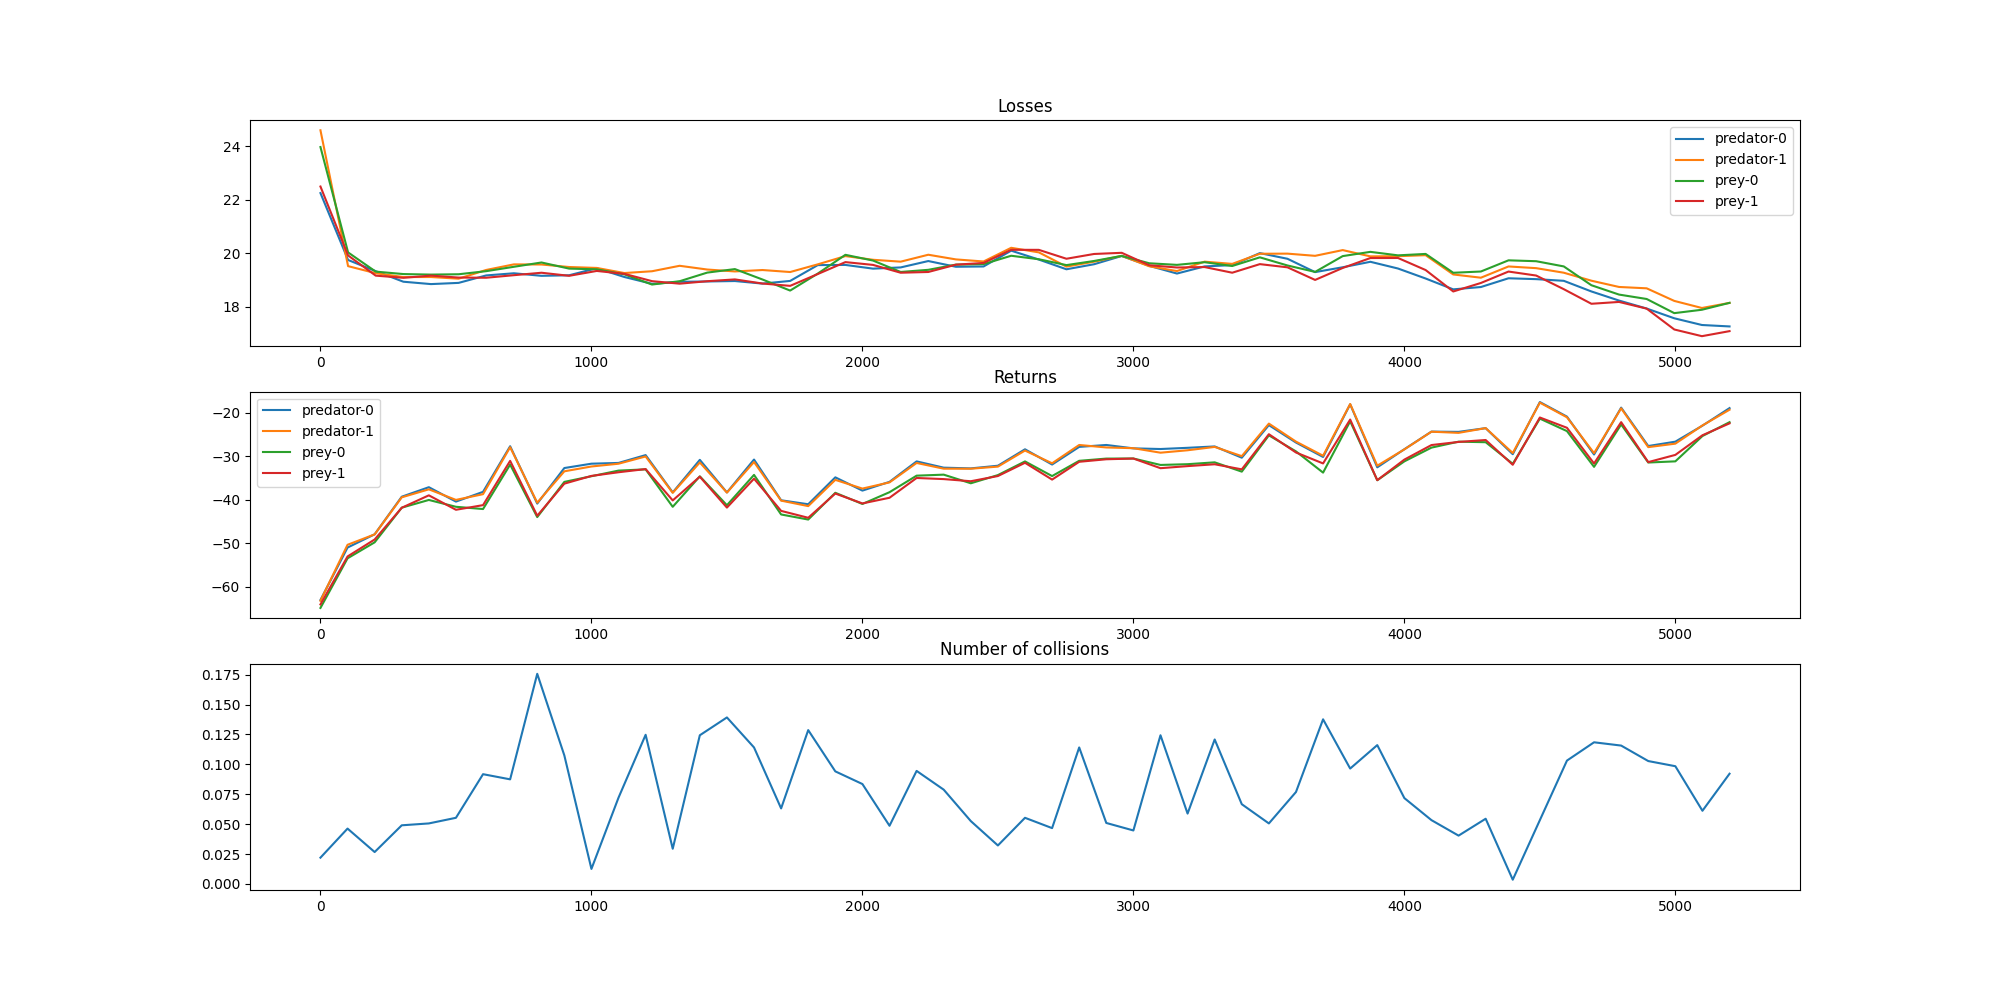 Losses
24
22
20
18
predator-0
predator-1
prey-0
prey-1
0 1000 2000 3000 4000 5000
Returns
−20
−30
−40
−50
−60
predator-0
predator-1
prey-0
prey-1
0 1000 2000 3000 4000 5000
Number of collisions
0.175
0.150
0.125
0.100
0.075
0.050
0.025
0.000
0 1000 2000 3000 4000 5000